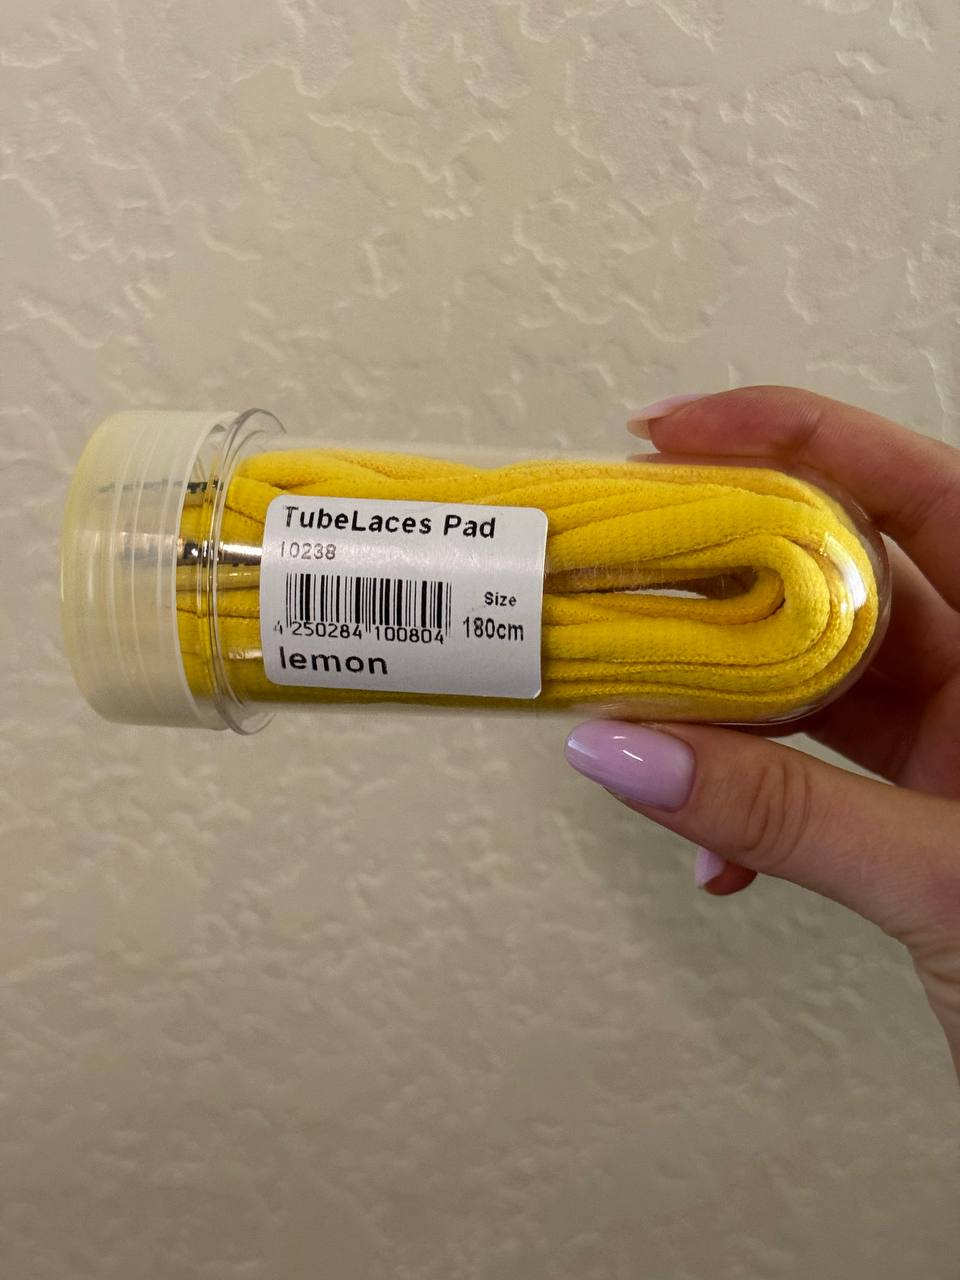 TubeLaces Pad
10238
Size
4 250284 100804
180cm
lemon